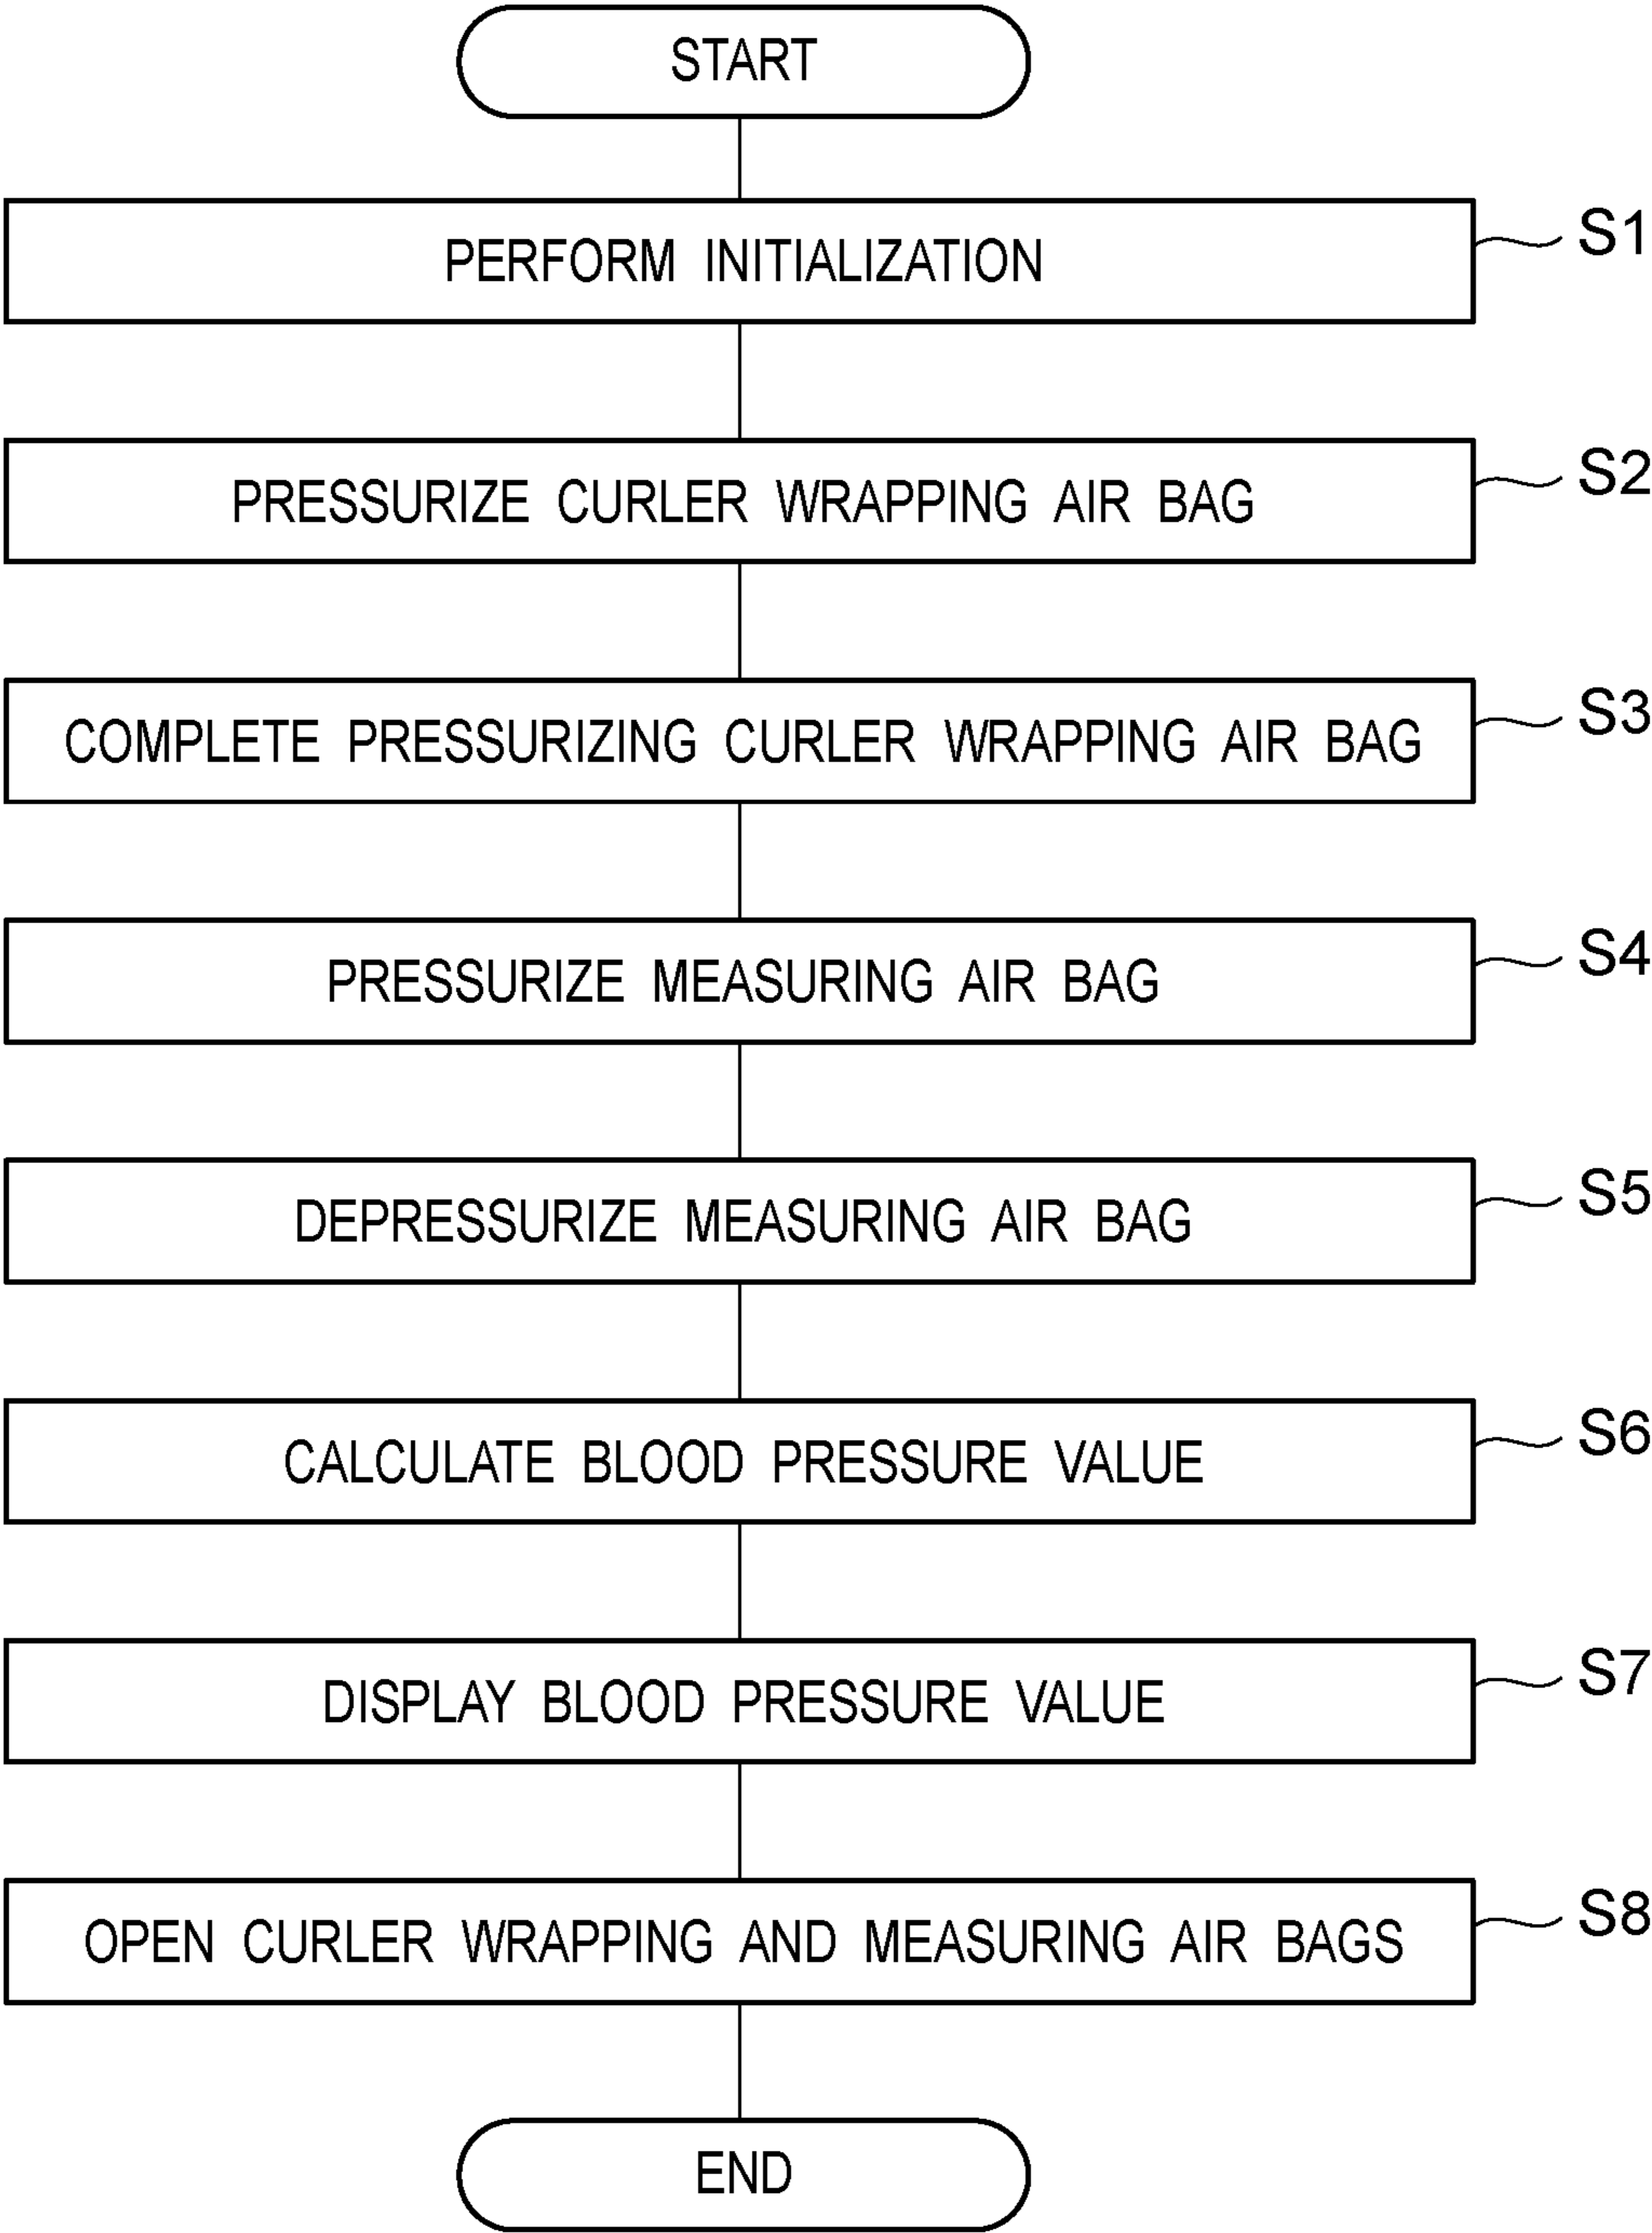 START
PERFORM INITIALIZATION
S1
PRESSURIZE CURLER WRAPPING AIR BAG
S2
COMPLETE PRESSURIZING CURLER WRAPPING AIR BAG
S3
PRESSURIZE MEASURING AIR BAG
S4
DEPRESSURIZE MEASURING AIR BAG
S5
CALCULATE BLOOD PRESSURE VALUE
S6
DISPLAY BLOOD PRESSURE VALUE
S7
OPEN CURLER WRAPPING AND MEASURING AIR BAGS
S8
END